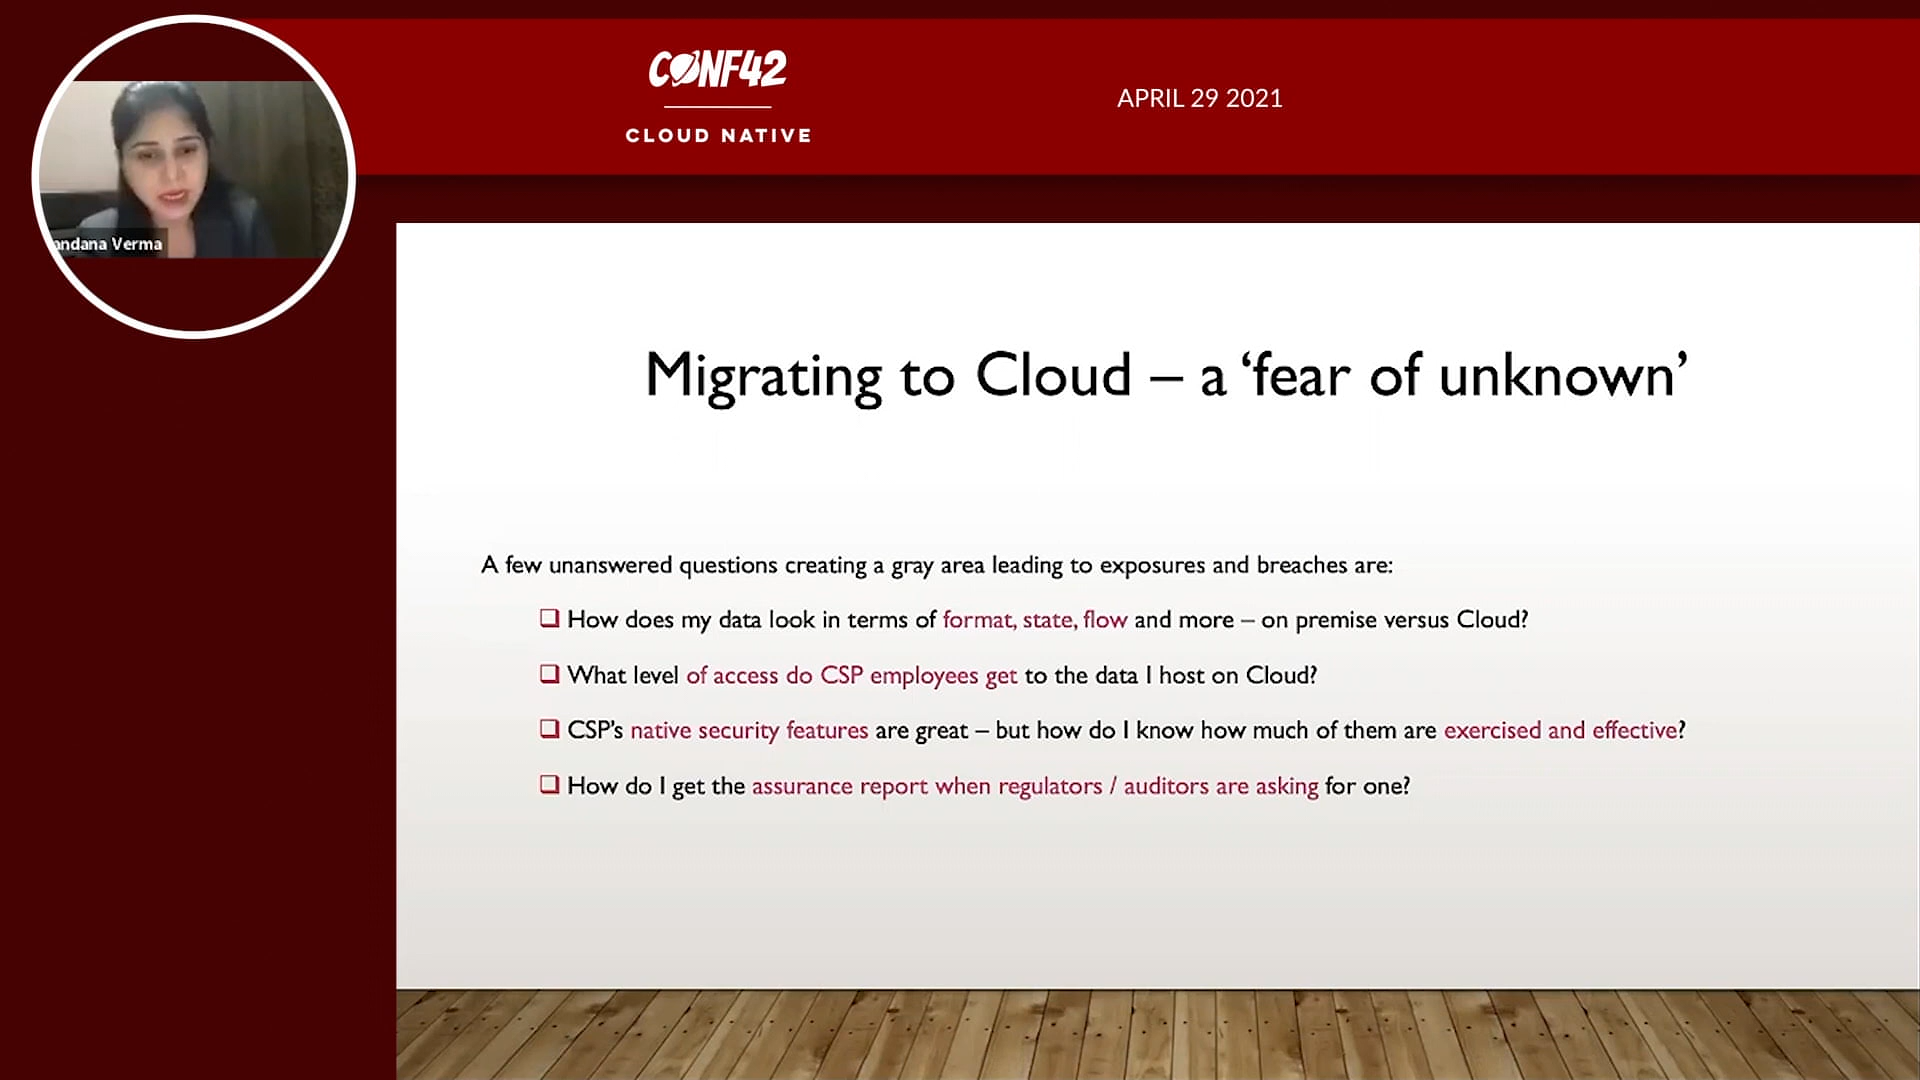 CONF42
CLOUD NATIVE
APRIL 29 2021
andana Verma
Migrating to Cloud – a ‘fear of unknown’
A few unanswered questions creating a gray area leading to exposures and breaches are:
How does my data look in terms of format, state, flow and more – on premise versus Cloud?
What level of access do CSP employees get to the data I host on Cloud?
CSP’s native security features are great – but how do I know how much of them are exercised and effective?
How do I get the assurance report when regulators / auditors are asking for one?